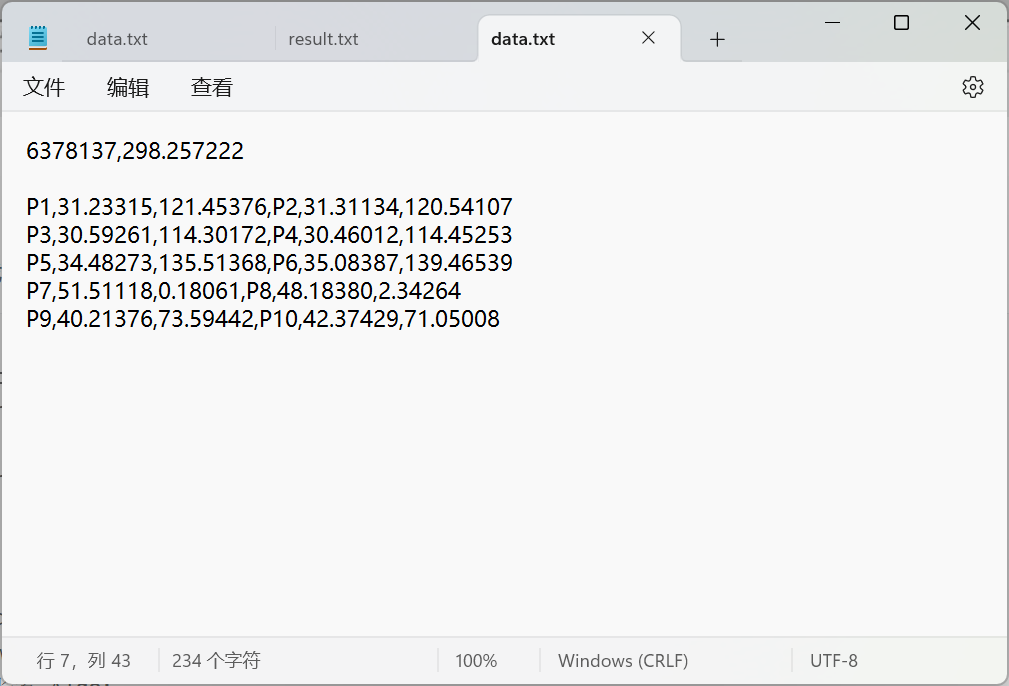 data.txt
result.txt
data.txt
文件
编辑
查看
6378137,298.257222
P1,31.23315,121.45376,P2,31.31134,120.54107
P3,30.59261,114.30172,P4,30.46012,114.45253
P5,34.48273,135.51368,P6,35.08387,139.46539
P7,51.51118,0.18061,P8,48.18380,2.34264
P9,40.21376,73.59442,P10,42.37429,71.05008
行 7，列 43
234 个字符
100%
Windows (CRLF)
UTF-8